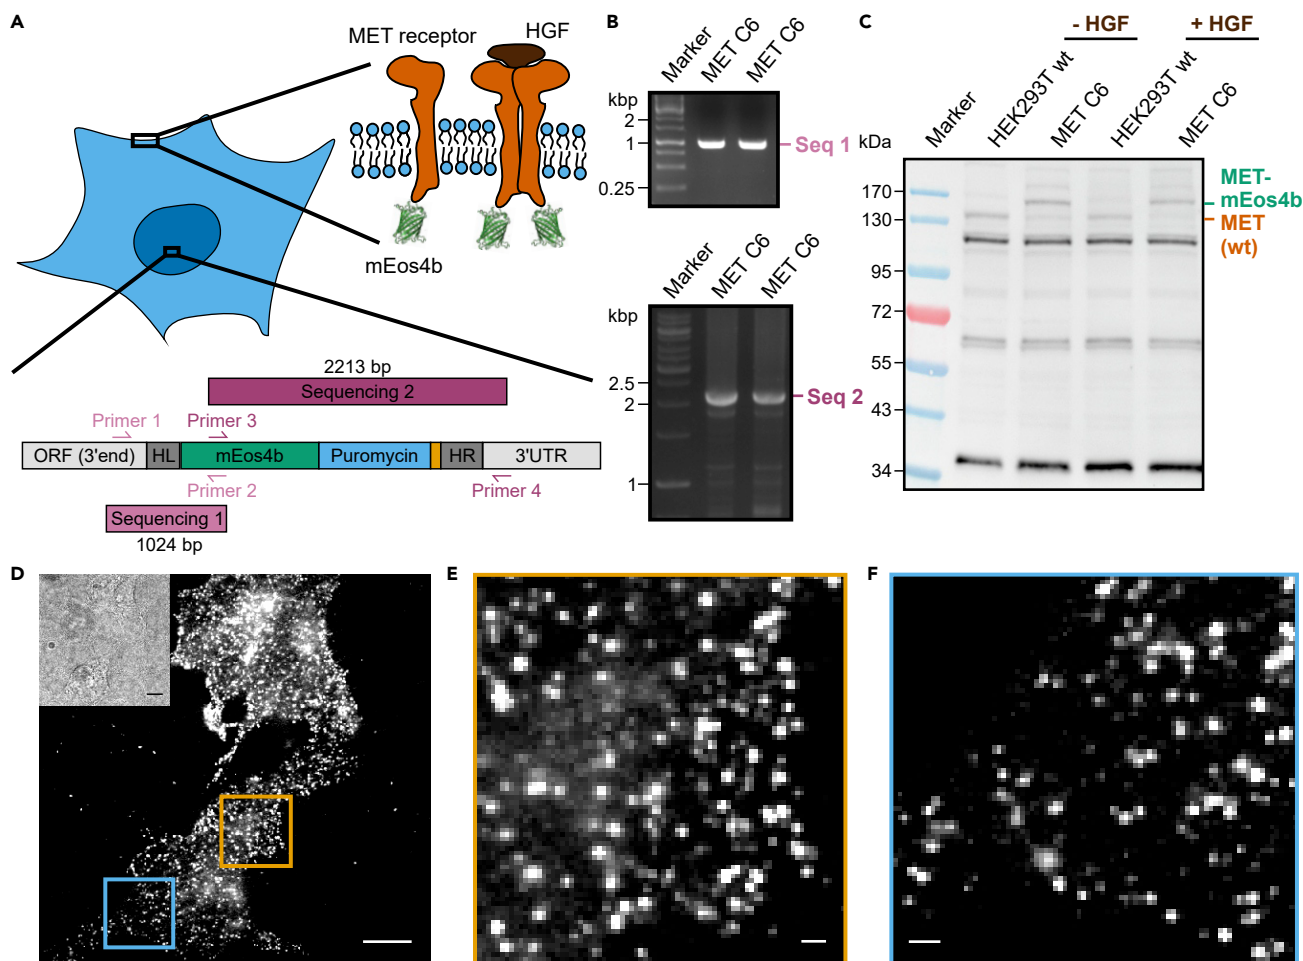 A
MET receptor
HGF
mEos4b
2213 bp
Sequencing 2
Primer 1
Primer 3
ORF (3'end)
HL
mEos4b
Puromycin
HR
3'UTR
Primer 2
Primer 4
Sequencing 1
1024 bp
B
Marker
MET C6
MET C6
kbp
2
1
0.25
Seq 1
Marker
MET C6
MET C6
kbp
2.5
2
1
Seq 2
C
- HGF
+ HGF
Marker
HEK293T wt
MET C6
HEK293T wt
MET C6
kDa
170
130
95
72
55
43
34
MET-
mEos4b
MET
(wt)
D
E
F